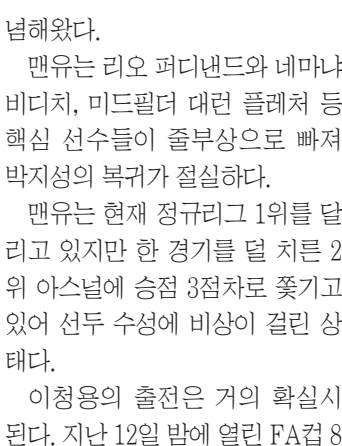 념해왔다.
맨유는 리오 퍼디낸드와 네마냐
비디치, 미드필더 대런 플레처 등
핵심 선수들이 줄부상으로 빠져
박지성의 복귀가 절실하다.
맨유는 현재 정규리그 1위를 달
리고 있지만 한 경기를 덜 치른 2
위 아스널에 승점 3점차로 쫓기고
있어 선두 수성에 비상이 걸린 상
태다.
이청용의 출전은 거의 확실시
된다. 지난 12일 밤에 열린 FA컵 8